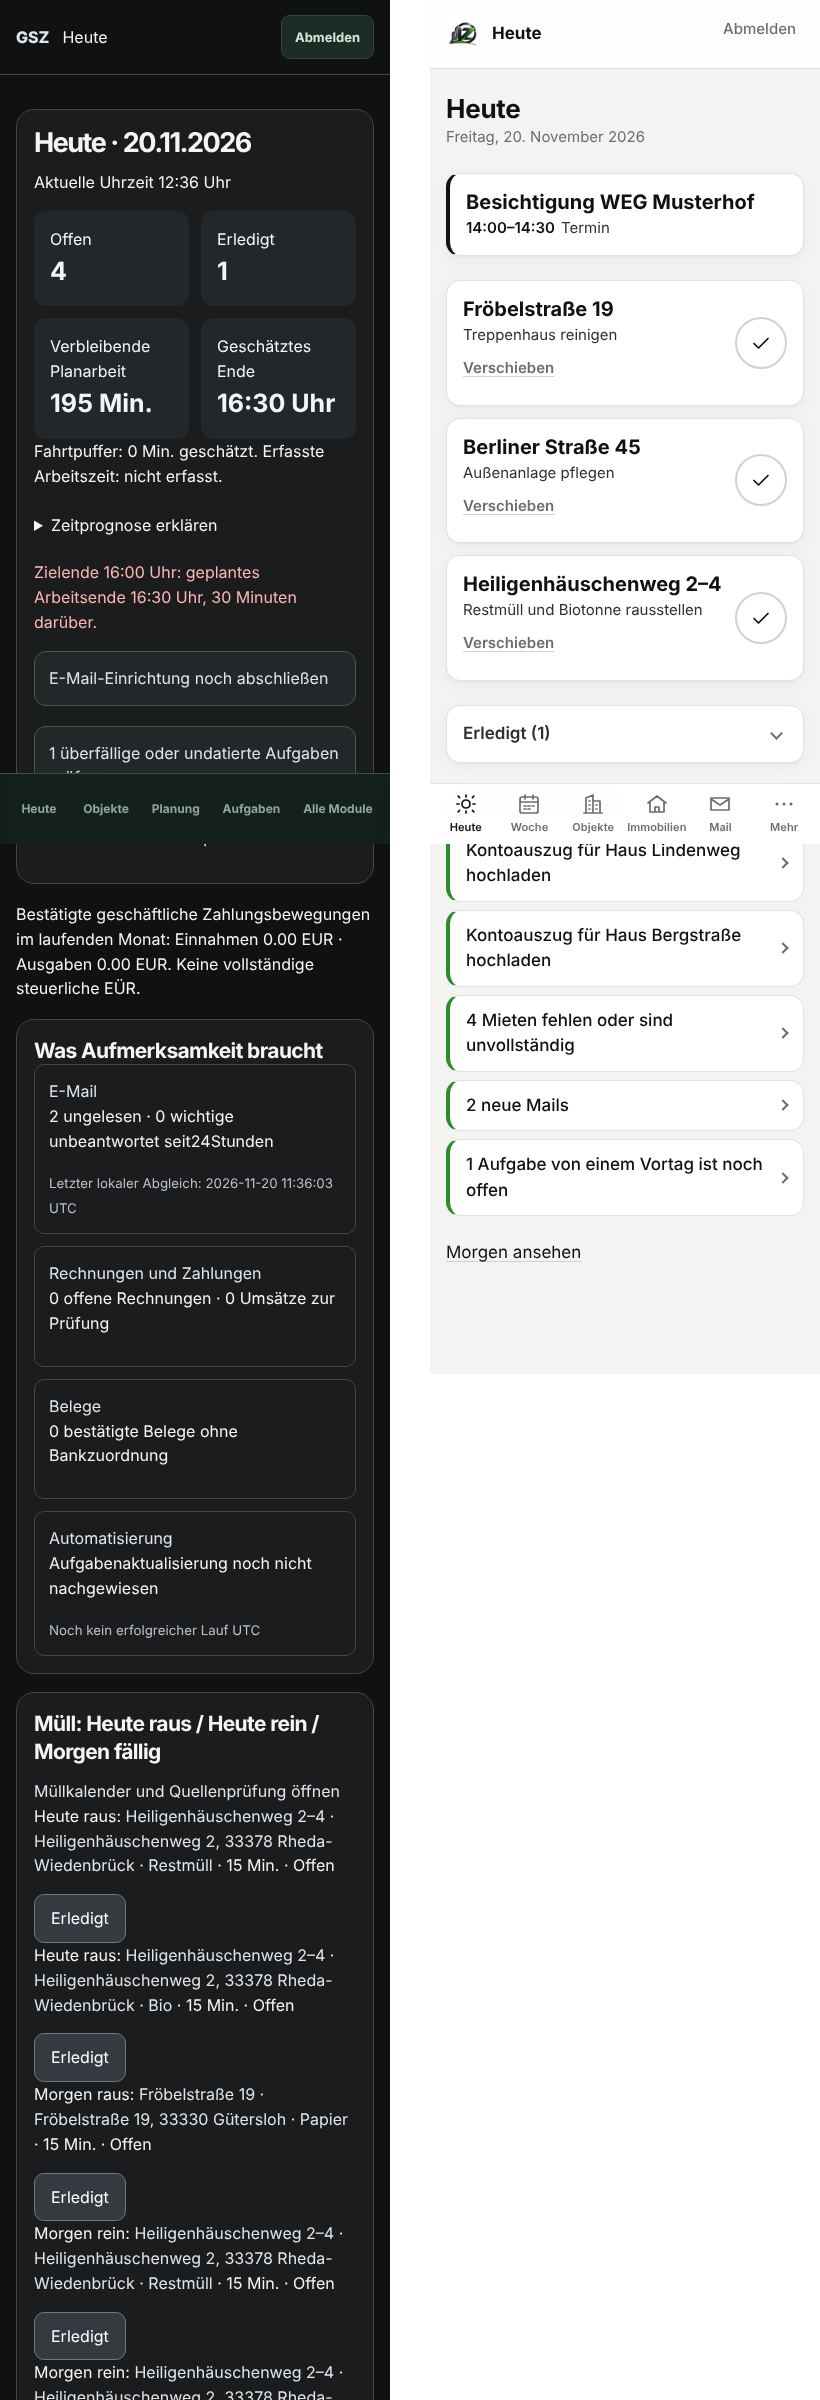 GSZ Heute
Abmelden
Heute · 20.11.2026
Aktuelle Uhrzeit 12:36 Uhr
Offen
4
Erledigt
1
Verbleibende
Planarbeit
195 Min.
Geschätztes
Ende
16:30 Uhr
Fahrtpuffer: 0 Min. geschätzt. Erfasste
Arbeitszeit: nicht erfasst.
Zeitprognose erklären
Zielende 16:00 Uhr: geplantes
Arbeitsende 16:30 Uhr, 30 Minuten
darüber.
E-Mail-Einrichtung noch abschließen
1 überfällige oder undatierte Aufgaben
Heute
Objekte
Planung
Aufgaben
Alle Module
Bestätigte geschäftliche Zahlungsbewegungen
im laufenden Monat: Einnahmen 0.00 EUR ·
Ausgaben 0.00 EUR. Keine vollständige
steuerliche EÜR.
Was Aufmerksamkeit braucht
E-Mail
2 ungelesen · 0 wichtige
unbeantwortet seit24Stunden
Letzter lokaler Abgleich: 2026-11-20 11:36:03
UTC
Rechnungen und Zahlungen
0 offene Rechnungen · 0 Umsätze zur
Prüfung
Belege
0 bestätigte Belege ohne
Bankzuordnung
Automatisierung
Aufgabenaktualisierung noch nicht
nachgewiesen
Noch kein erfolgreicher Lauf UTC
Müll: Heute raus / Heute rein /
Morgen fällig
Müllkalender und Quellenprüfung öffnen
Heute raus: Heiligenhäuschenweg 2–4 ·
Heiligenhäuschenweg 2, 33378 Rheda-
Wiedenbrück · Restmüll · 15 Min. · Offen
Erledigt
Heute raus: Heiligenhäuschenweg 2–4 ·
Heiligenhäuschenweg 2, 33378 Rheda-
Wiedenbrück · Bio · 15 Min. · Offen
Erledigt
Morgen raus: Fröbelstraße 19 ·
Fröbelstraße 19, 33330 Gütersloh · Papier
· 15 Min. · Offen
Erledigt
Morgen rein: Heiligenhäuschenweg 2–4 ·
Heiligenhäuschenweg 2, 33378 Rheda-
Wiedenbrück · Restmüll · 15 Min. · Offen
Erledigt
Morgen rein: Heiligenhäuschenweg 2–4 ·
Heiligenhäuschenweg 2, 33378 Rheda-
Heute
Abmelden
Heute
Freitag, 20. November 2026
Besichtigung WEG Musterhof
14:00–14:30 Termin
Fröbelstraße 19
Treppenhaus reinigen
Verschieben
Berliner Straße 45
Außenanlage pflegen
Verschieben
Heiligenhäuschenweg 2–4
Restmüll und Biotonne rausstellen
Verschieben
Erledigt (1)
Heute
Woche
Objekte
Immobilien
Mail
Mehr
Kontoauszug für Haus Lindenweg
hochladen
Kontoauszug für Haus Bergstraße
hochladen
4 Mieten fehlen oder sind
unvollständig
2 neue Mails
1 Aufgabe von einem Vortag ist noch
offen
Morgen ansehen